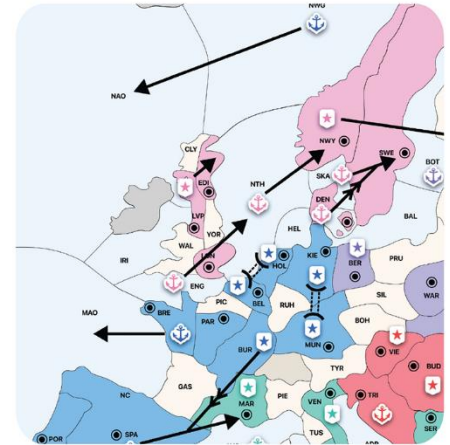 NWG
NAO
CLY
NWY
SWE
SKA
BOT
EDI
NTH
DEN
LVP
YOR
HEL
BAL
WAL
LON
KIE
BER
PRU
IRI
HOL
ENG
WAR
PIC
BEL
RUH
SIL
MAO
BRE
PAR
BOH
BUR
MUN
VIE
GAS
TYR
BUD
NC
MAR
PIE
VEN
TRI
TUS
SER
POR
SPA
ADR